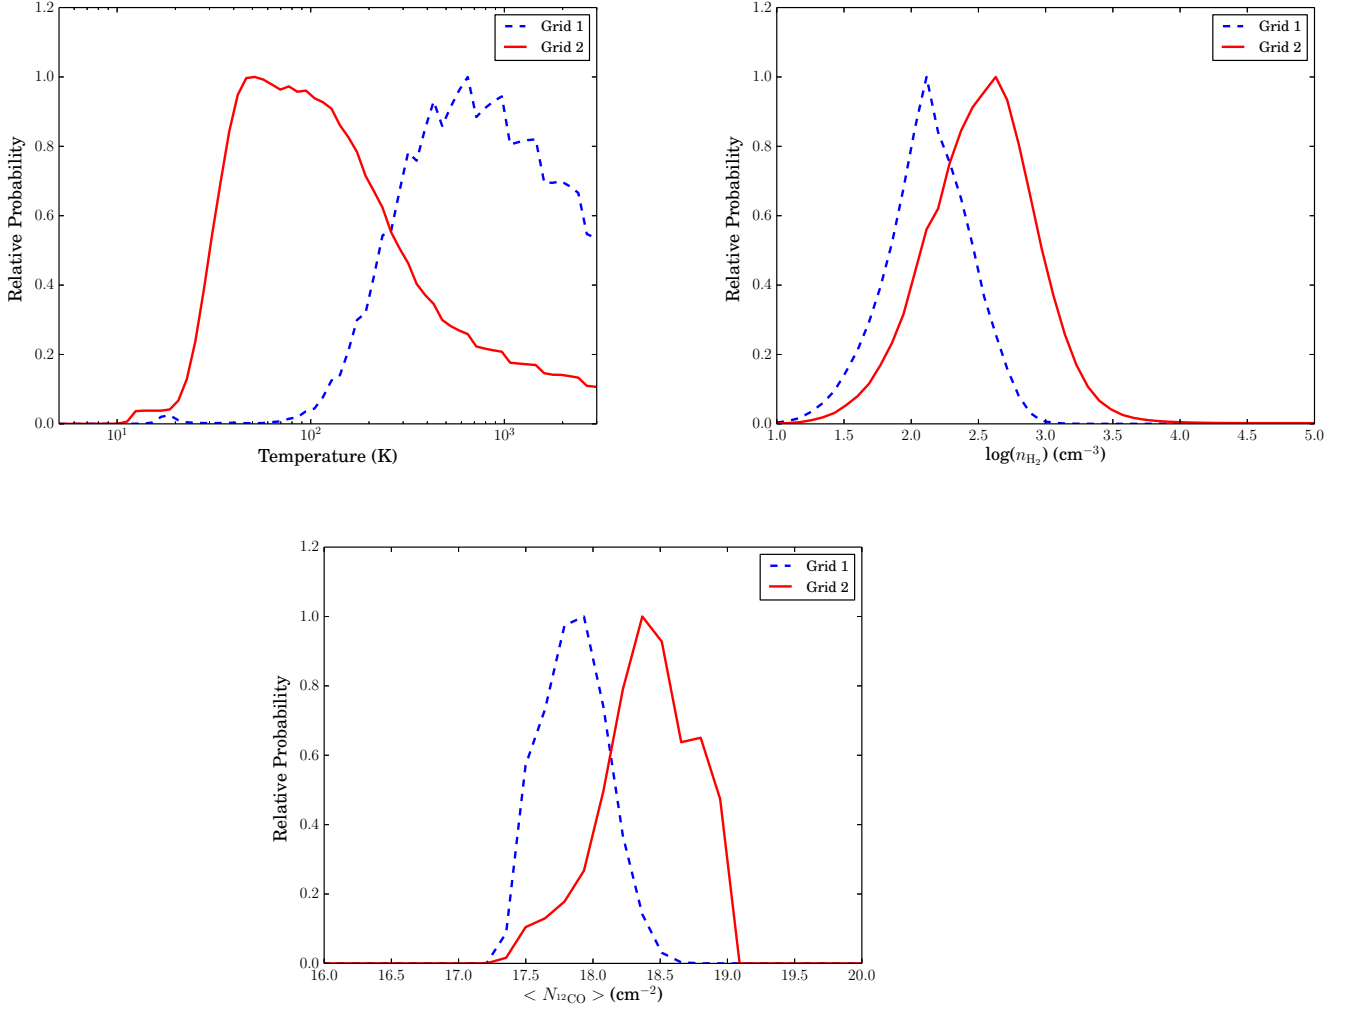 1.2
1.0
0.8
0.6
0.4
0.2
0.0
Relative Probability
Grid 1
Grid 2
10¹ 10² 10³
Temperature (K)
1.2
1.0
0.8
0.6
0.4
0.2
0.0
Relative Probability
Grid 1
Grid 2
1.0 1.5 2.0 2.5 3.0 3.5 4.0 4.5 5.0
log(n_H₂) (cm⁻³)
1.2
1.0
0.8
0.6
0.4
0.2
0.0
Relative Probability
Grid 1
Grid 2
16.0 16.5 17.0 17.5 18.0 18.5 19.0 19.5 20.0
< N_¹²CO > (cm⁻²)